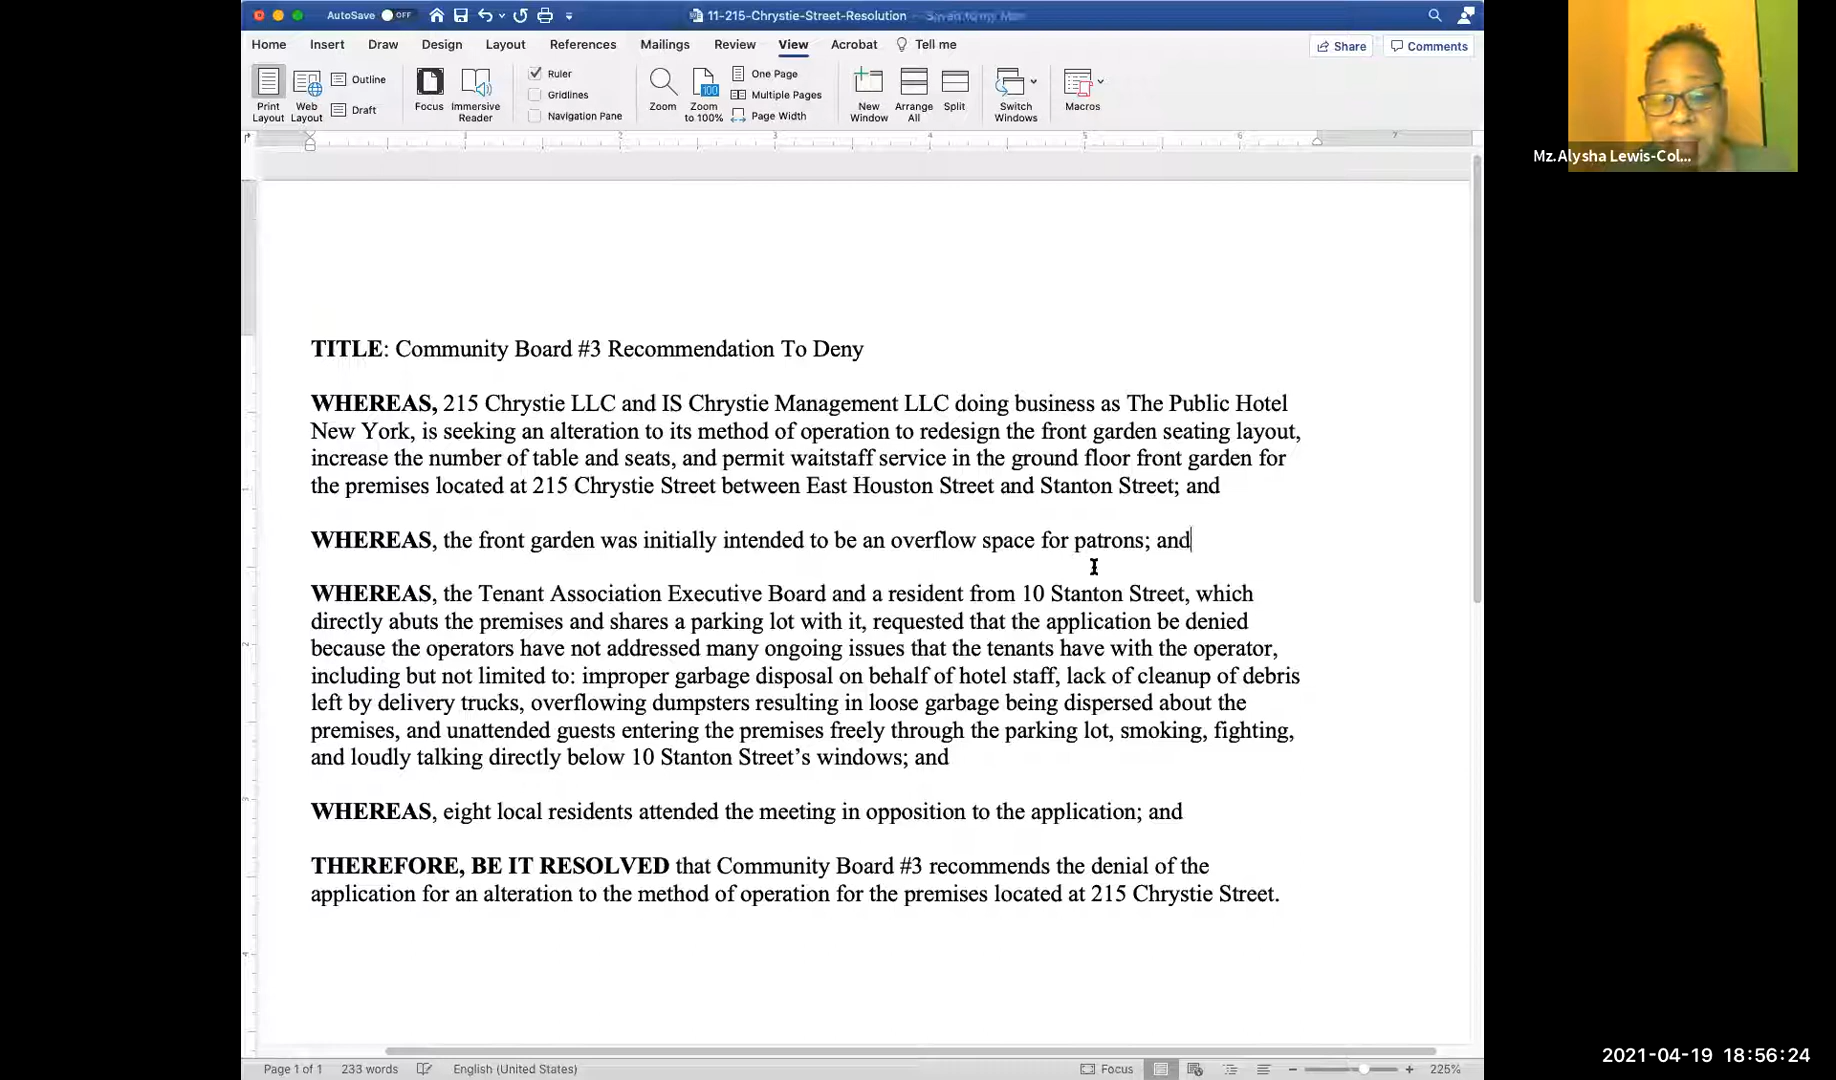 AutoSave OFF 11-215-Chrystie-Street-Resolution — Saved to my Mac
Home Insert Draw Design Layout References Mailings Review View Acrobat Tell me Share Comments
Print Layout
Web Layout
Outline
Draft
Focus
Immersive Reader
Ruler
Gridlines
Navigation Pane
Zoom
Zoom to 100%
100
One Page
Multiple Pages
Page Width
New Window
Arrange All
Split
Switch Windows
Macros
Mz.Alysha Lewis-Col...
1 2 3 4 5 6 7
TITLE: Community Board #3 Recommendation To Deny
WHEREAS, 215 Chrystie LLC and IS Chrystie Management LLC doing business as The Public Hotel
New York, is seeking an alteration to its method of operation to redesign the front garden seating layout,
increase the number of table and seats, and permit waitstaff service in the ground floor front garden for
the premises located at 215 Chrystie Street between East Houston Street and Stanton Street; and
WHEREAS, the front garden was initially intended to be an overflow space for patrons; and
WHEREAS, the Tenant Association Executive Board and a resident from 10 Stanton Street, which
directly abuts the premises and shares a parking lot with it, requested that the application be denied
because the operators have not addressed many ongoing issues that the tenants have with the operator,
including but not limited to: improper garbage disposal on behalf of hotel staff, lack of cleanup of debris
left by delivery trucks, overflowing dumpsters resulting in loose garbage being dispersed about the
premises, and unattended guests entering the premises freely through the parking lot, smoking, fighting,
and loudly talking directly below 10 Stanton Street’s windows; and
WHEREAS, eight local residents attended the meeting in opposition to the application; and
THEREFORE, BE IT RESOLVED that Community Board #3 recommends the denial of the
application for an alteration to the method of operation for the premises located at 215 Chrystie Street.
Page 1 of 1 233 words English (United States) Focus 225%
2021-04-19 18:56:24